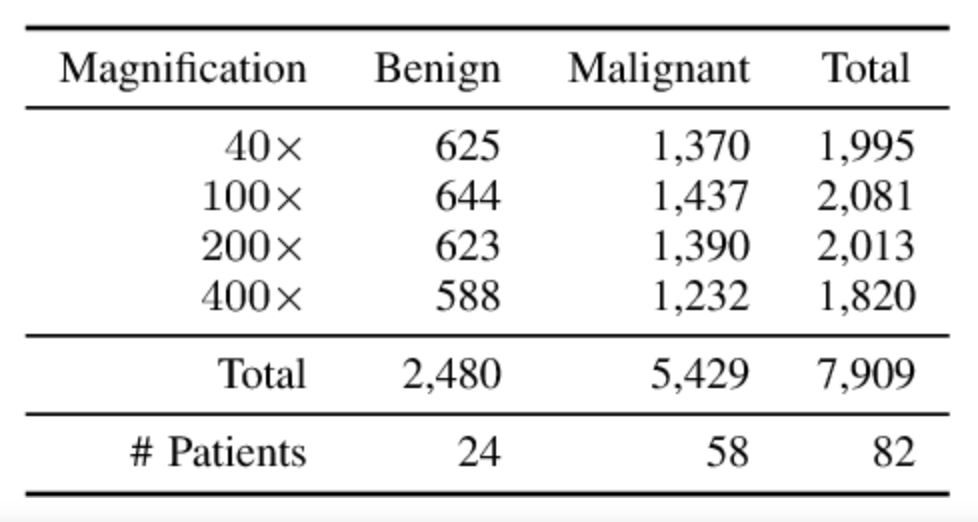 Magnification Benign Malignant Total
40× 625 1,370 1,995
100× 644 1,437 2,081
200× 623 1,390 2,013
400× 588 1,232 1,820
Total 2,480 5,429 7,909
# Patients 24 58 82